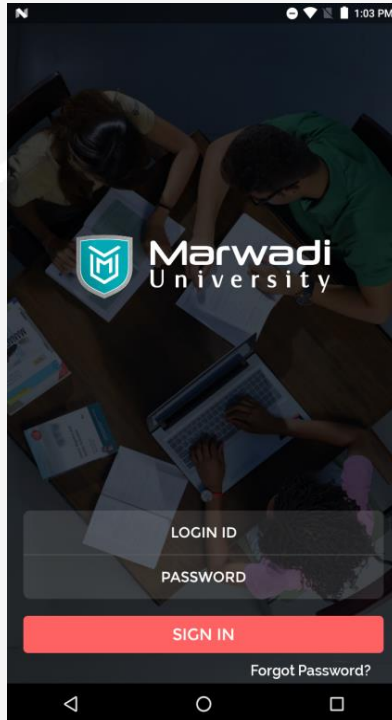 1:03 PM
Marwadi
University
LOGIN ID
PASSWORD
SIGN IN
Forgot Password?